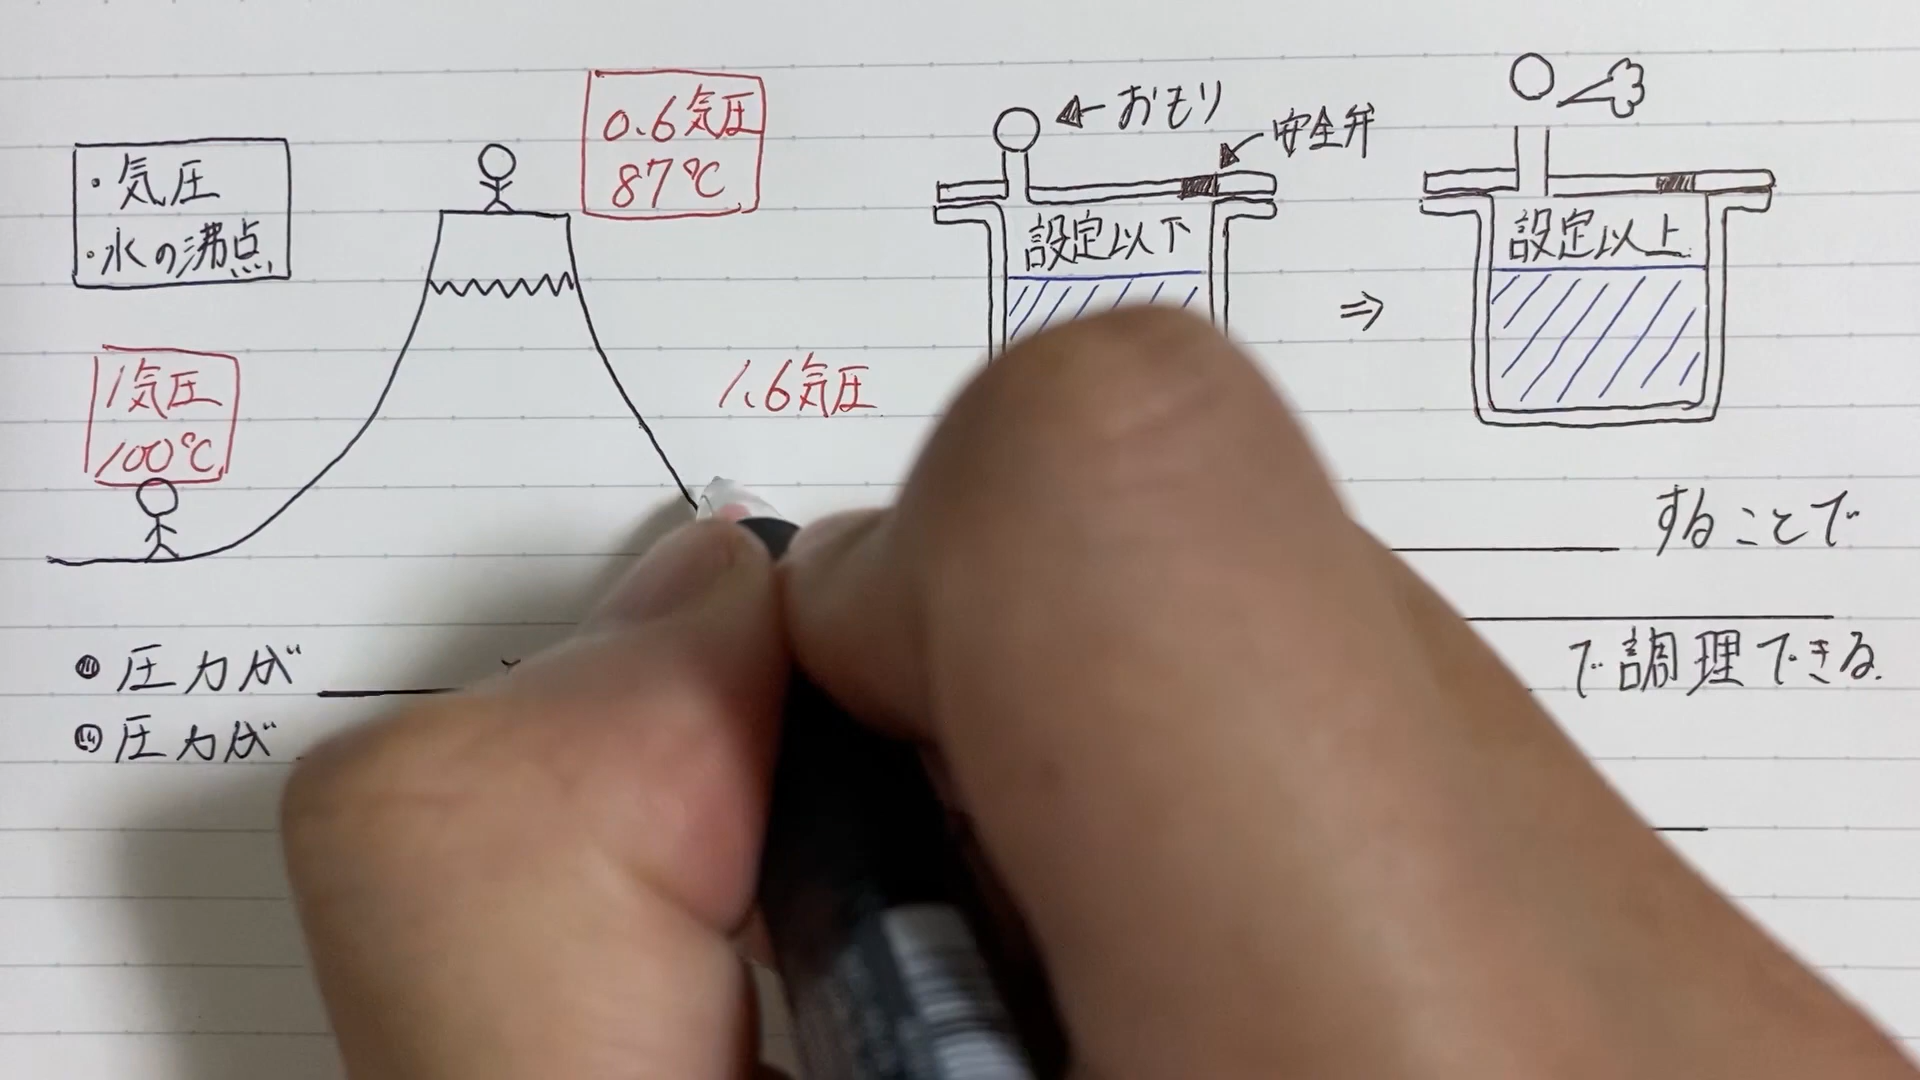 ・気圧
・水の沸点
0.6気圧
87℃
1気圧
100℃
1.6気圧
おもり
安全弁
設定以下
設定以上
することで
で調理できる
圧力が
圧力が